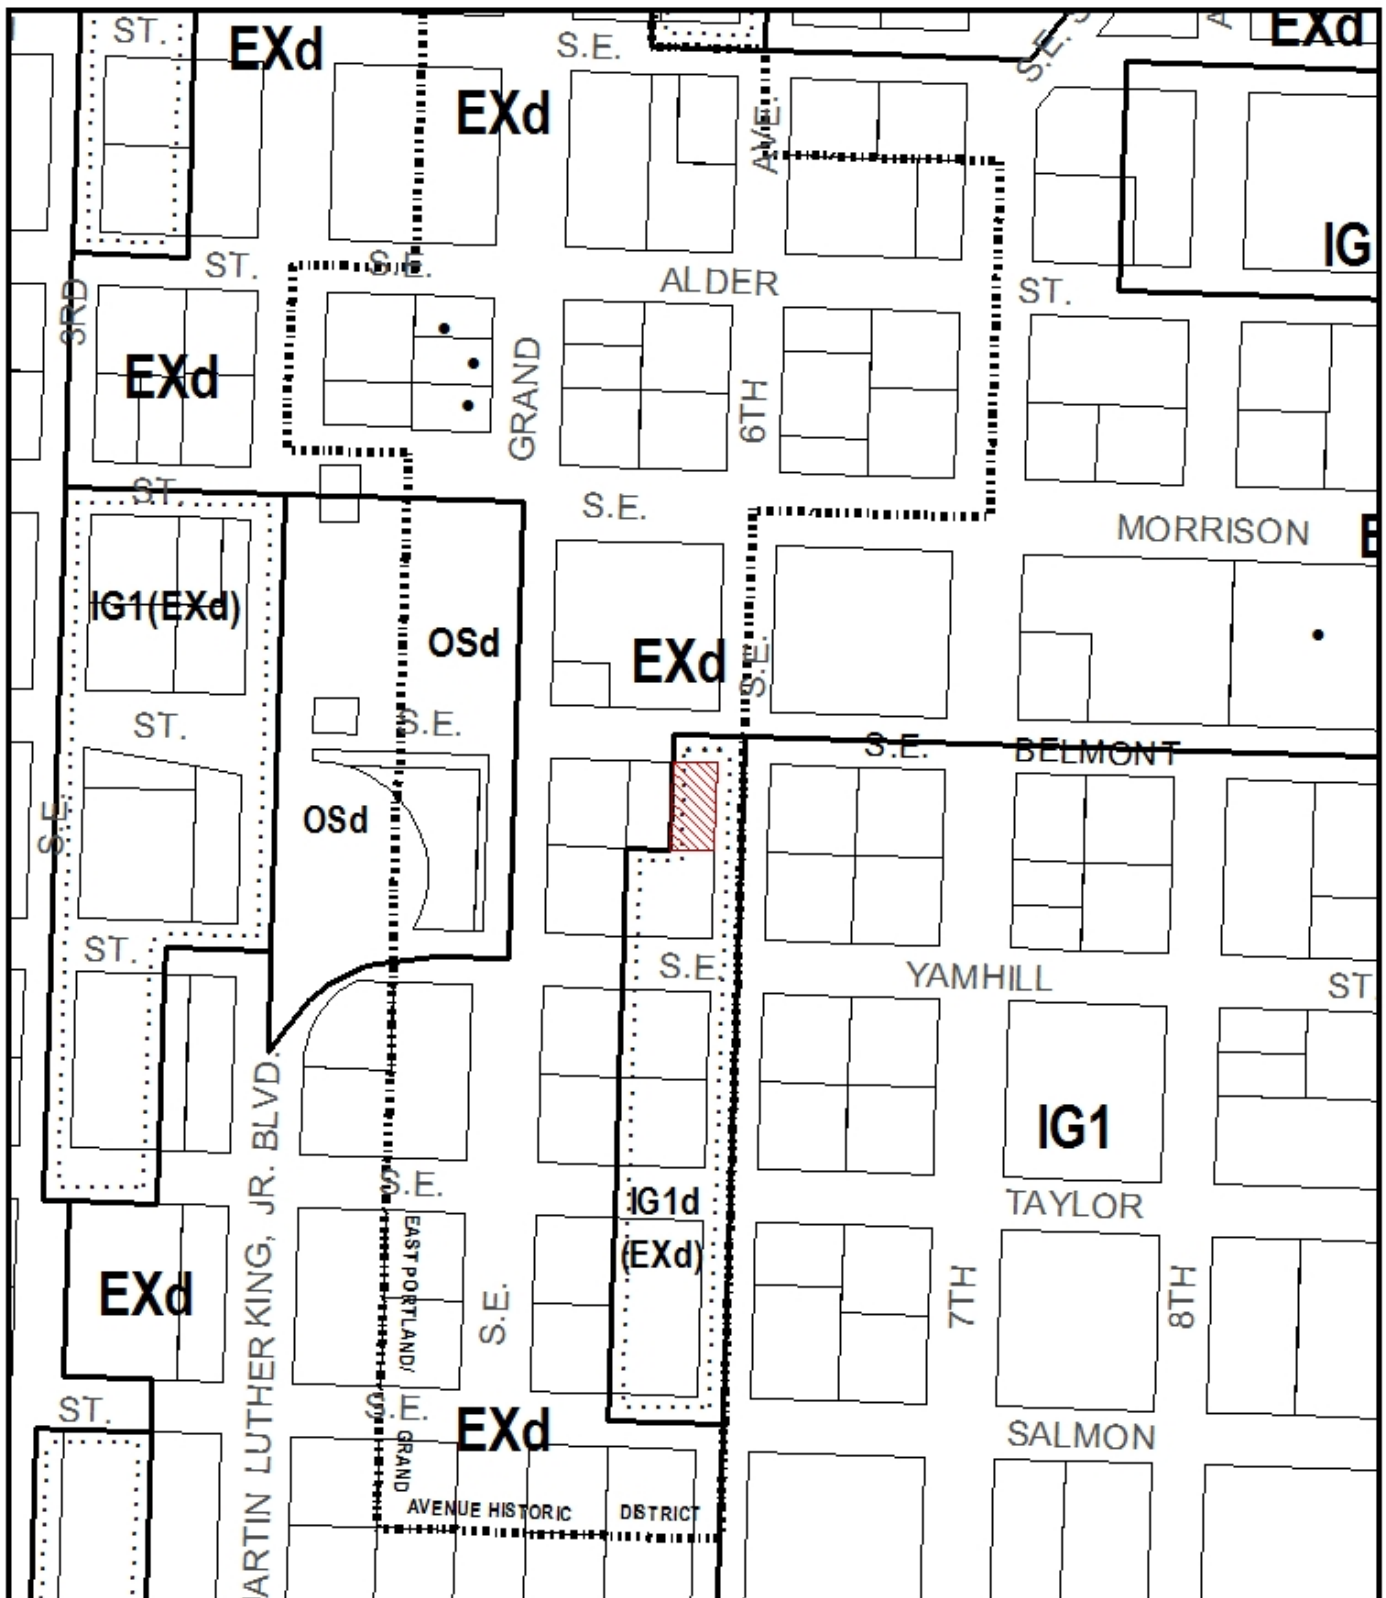 ST.
EXd
S.E.
S.E.
EXd
EXd
AVE.
IG
ST.
S.E.
ALDER
ST.
3RD
EXd
GRAND
6TH
ST.
S.E.
MORRISON
IG1(EXd)
OSd
EXd
S.E.
ST.
S.E.
S.E.
BELMONT
OSd
S.E.
ST.
S.E.
YAMHILL
ST.
MARTIN LUTHER KING, JR. BLVD.
IG1
S.E.
IG1d
TAYLOR
(EXd)
EXd
EAST PORTLAND/
S.E.
7TH
8TH
ST.
S.E.
GRAND
EXd
SALMON
AVENUE HISTORIC
DISTRICT